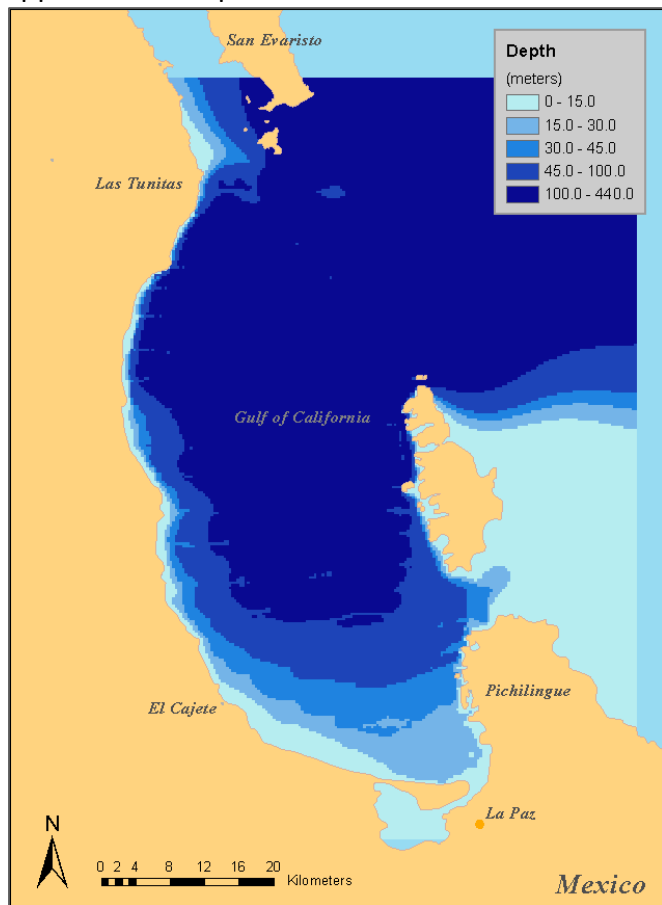 San Evaristo
Depth
(meters)
0 - 15.0
15.0 - 30.0
30.0 - 45.0
45.0 - 100.0
100.0 - 440.0
Las Tunitas
Gulf of California
El Cajete
Pichilingue
La Paz
N
0 2 4 8 12 16 20
Kilometers
Mexico